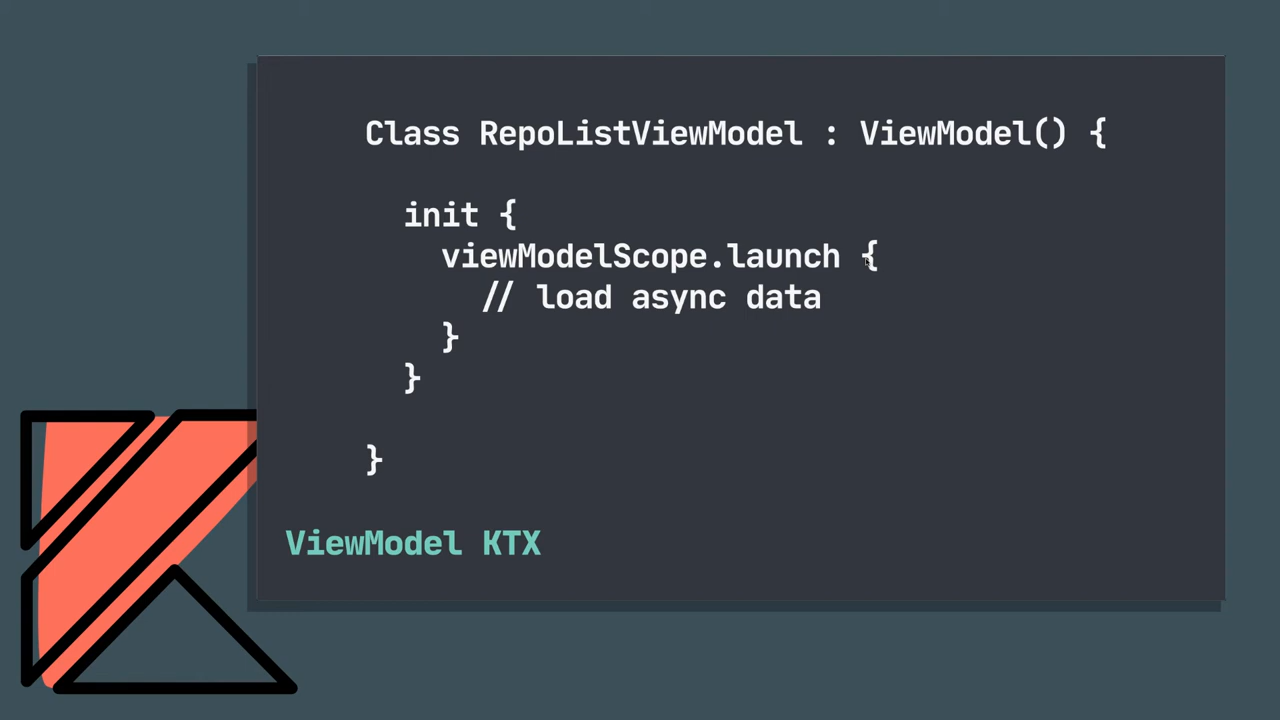 Class RepoListViewModel : ViewModel() {
init {
viewModelScope.launch {
// load async data
}
}
}
ViewModel KTX